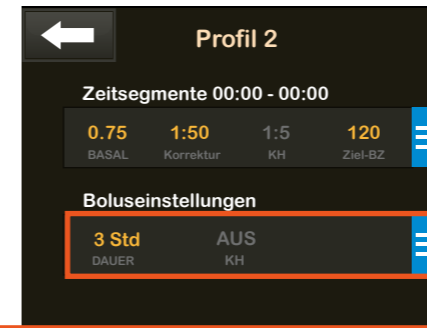 Profil 2
Zeitsegmente 00:00 - 00:00
0.75 1:50 1:5 120
BASAL Korrektur KH Ziel-BZ
Boluseinstellungen
3 Std AUS
DAUER KH